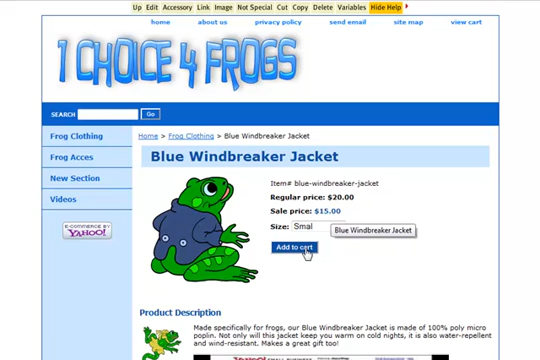 Up Edit Accessory Link Image Not Special Cut Copy Delete Variables Hide Help
home about us privacy policy send email site map view cart
1 CHOICE 4 FROGS
SEARCH Go
Frog Clothing
Frog Acces
New Section
Videos
E-COMMERCE BY
YAHOO!
Home > Frog Clothing > Blue Windbreaker Jacket
Blue Windbreaker Jacket
Item# blue-windbreaker-jacket
Regular price: $20.00
Sale price: $15.00
Size: Smal
Blue Windbreaker Jacket
Add to cart
Product Description
Made specifically for frogs, our Blue Windbreaker Jacket is made of 100% poly micro
poplin. Not only will this jacket keep you warm on cold nights, it is also water-repellent
and wind-resistant. Makes a great gift too!